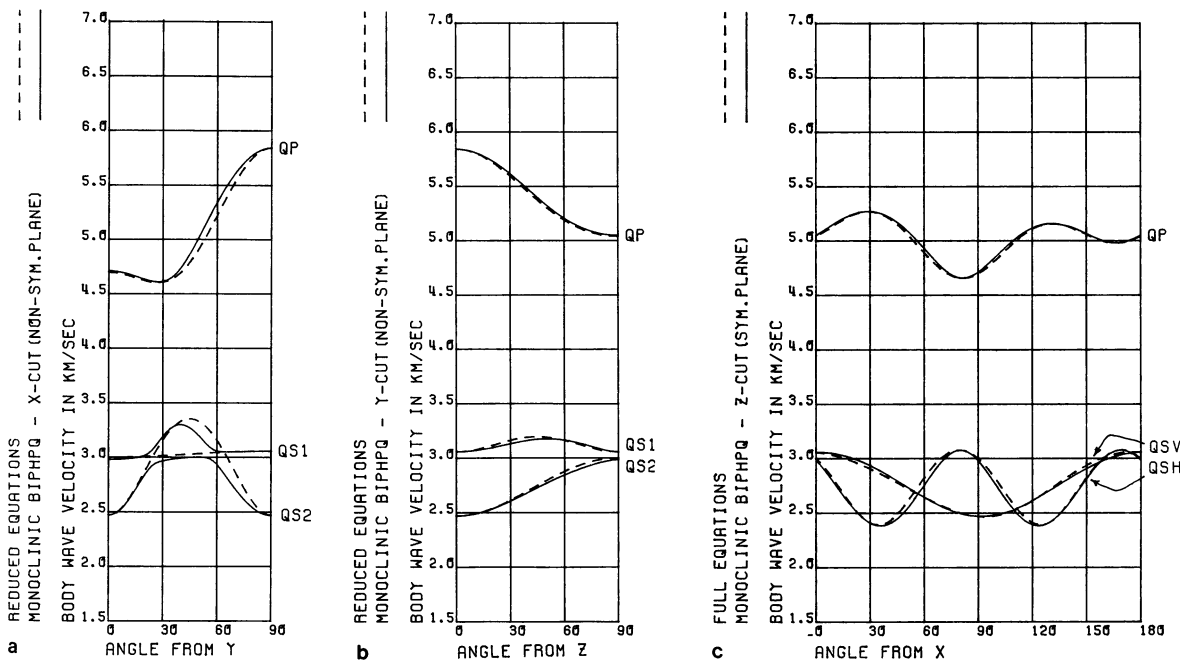 REDUCED EQUATIONS
MONOCLINIC BIPHPQ - X-CUT(NON-SYM.PLANE)
BODY WAVE VELOCITY IN KM/SEC
7.0
6.5
6.0
5.5
5.0
4.5
4.0
3.5
3.0
2.5
2.0
1.5
QP
QS1
QS2
0 30 60 90
ANGLE FROM Y
a
REDUCED EQUATIONS
MONOCLINIC BIPHPQ - Y-CUT(NON-SYM.PLANE)
BODY WAVE VELOCITY IN KM/SEC
7.0
6.5
6.0
5.5
5.0
4.5
4.0
3.5
3.0
2.5
2.0
1.5
QP
QS1
QS2
0 30 60 90
ANGLE FROM Z
b
FULL EQUATIONS
MONOCLINIC BIPHPQ - Z-CUT(SYM.PLANE)
BODY WAVE VELOCITY IN KM/SEC
7.0
6.5
6.0
5.5
5.0
4.5
4.0
3.5
3.0
2.5
2.0
1.5
QP
QSV
QSH
-0 30 60 90 120 150 180
ANGLE FROM X
c